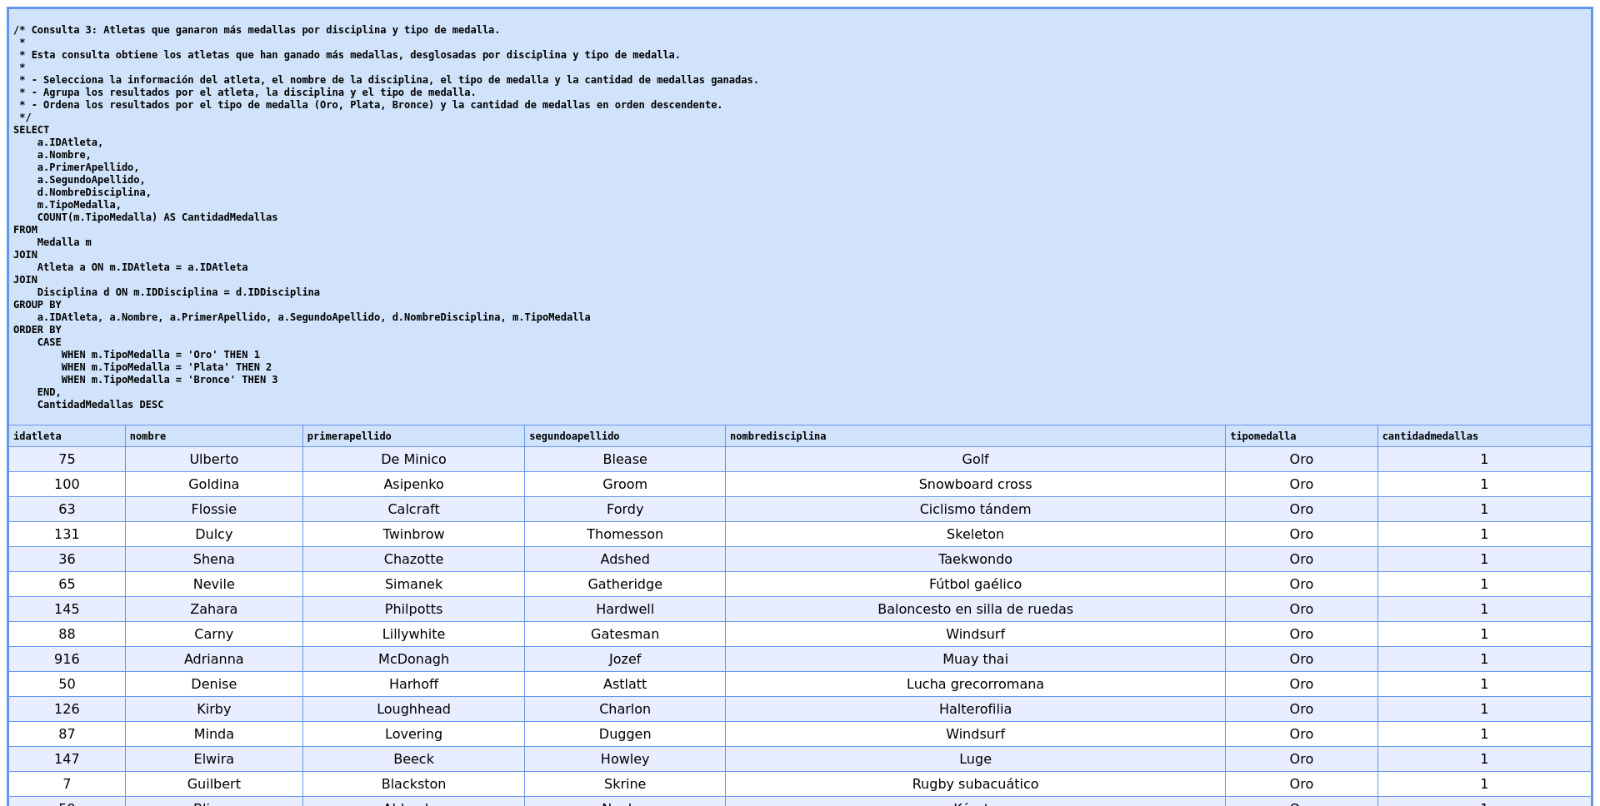 /* Consulta 3: Atletas que ganaron más medallas por disciplina y tipo de medalla.
 *
 * Esta consulta obtiene los atletas que han ganado más medallas, desglosadas por disciplina y tipo de medalla.
 *
 * - Selecciona la información del atleta, el nombre de la disciplina, el tipo de medalla y la cantidad de medallas ganadas.
 * - Agrupa los resultados por el atleta, la disciplina y el tipo de medalla.
 * - Ordena los resultados por el tipo de medalla (Oro, Plata, Bronce) y la cantidad de medallas en orden descendente.
 */
SELECT
    a.IDAtleta,
    a.Nombre,
    a.PrimerApellido,
    a.SegundoApellido,
    d.NombreDisciplina,
    m.TipoMedalla,
    COUNT(m.TipoMedalla) AS CantidadMedallas
FROM
    Medalla m
JOIN
    Atleta a ON m.IDAtleta = a.IDAtleta
JOIN
    Disciplina d ON m.IDDisciplina = d.IDDisciplina
GROUP BY
    a.IDAtleta, a.Nombre, a.PrimerApellido, a.SegundoApellido, d.NombreDisciplina, m.TipoMedalla
ORDER BY
    CASE
        WHEN m.TipoMedalla = 'Oro' THEN 1
        WHEN m.TipoMedalla = 'Plata' THEN 2
        WHEN m.TipoMedalla = 'Bronce' THEN 3
    END,
    CantidadMedallas DESC
idatleta nombre primerapellido segundoapellido nombredisciplina tipomedalla cantidadmedallas
75 Ulberto De Minico Blease Golf Oro 1
100 Goldina Asipenko Groom Snowboard cross Oro 1
63 Flossie Calcraft Fordy Ciclismo tándem Oro 1
131 Dulcy Twinbrow Thomesson Skeleton Oro 1
36 Shena Chazotte Adshed Taekwondo Oro 1
65 Nevile Simanek Gatheridge Fútbol gaélico Oro 1
145 Zahara Philpotts Hardwell Baloncesto en silla de ruedas Oro 1
88 Carny Lillywhite Gatesman Windsurf Oro 1
916 Adrianna McDonagh Jozef Muay thai Oro 1
50 Denise Harhoff Astlatt Lucha grecorromana Oro 1
126 Kirby Loughhead Charlon Halterofilia Oro 1
87 Minda Lovering Duggen Windsurf Oro 1
147 Elwira Beeck Howley Luge Oro 1
7 Guilbert Blackston Skrine Rugby subacuático Oro 1